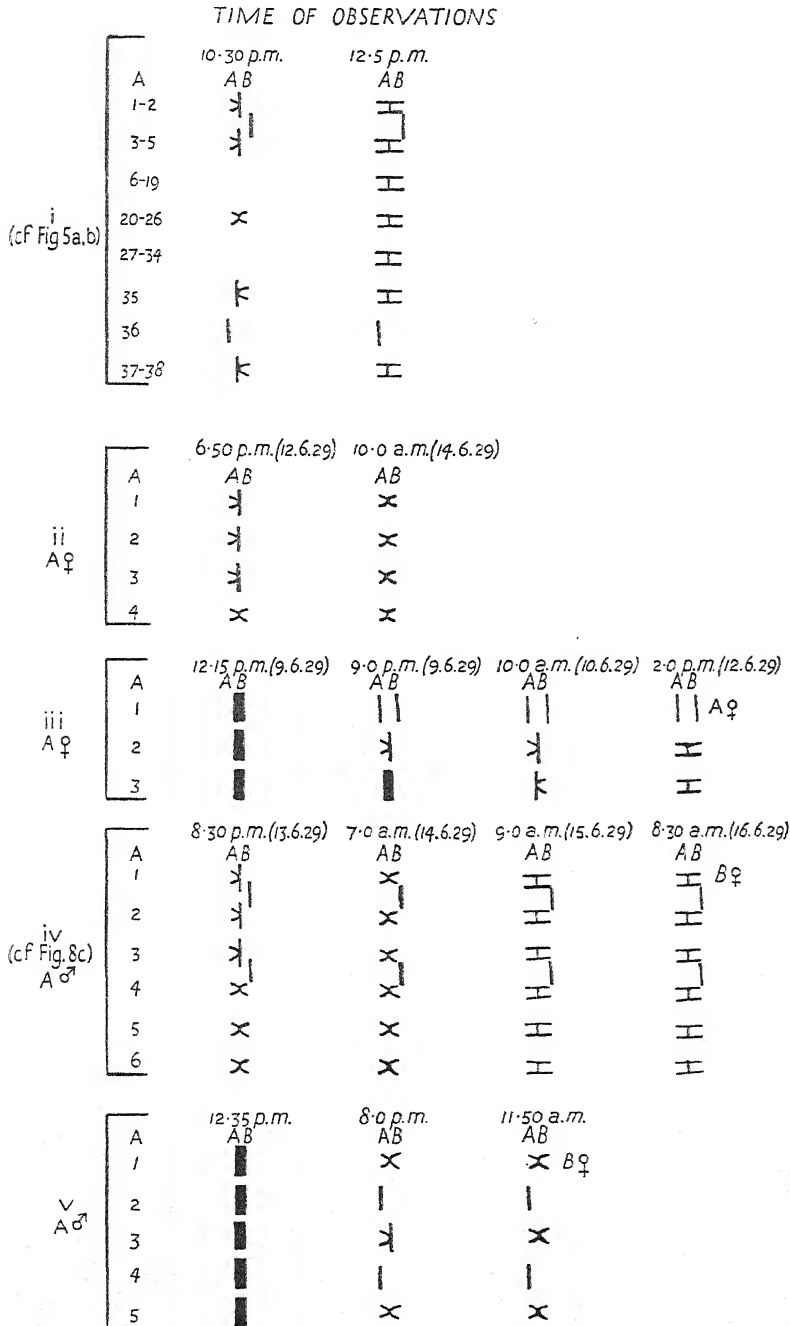 TIME OF OBSERVATIONS
10·30 p.m. 12·5 p.m.
A AB AB
1-2
3-5
6-19
i
(cf Fig 5a,b)
20-26
27-34
35
36
37-38
6·50 p.m.(12.6.29) 10·0 a.m.(14.6.29)
A AB AB
1
ii
A♀
2
3
4
12·15 p.m.(9.6.29) 9·0 p.m.(9.6.29) 10·0 a.m.(10.6.29) 2·0 p.m.(12.6.29)
A AB AB AB AB
1 A♀
iii
A♀
2
3
8·30 p.m.(13.6.29) 7·0 a.m.(14.6.29) 9·0 a.m.(15.6.29) 8·30 a.m.(16.6.29)
A AB AB AB AB
1 B♀
2
iv
(cf Fig. 8c)
A♂
3
4
5
6
12·35 p.m. 8·0 p.m. 11·50 a.m.
A AB AB AB
1 B♀
2
v
A♂
3
4
5